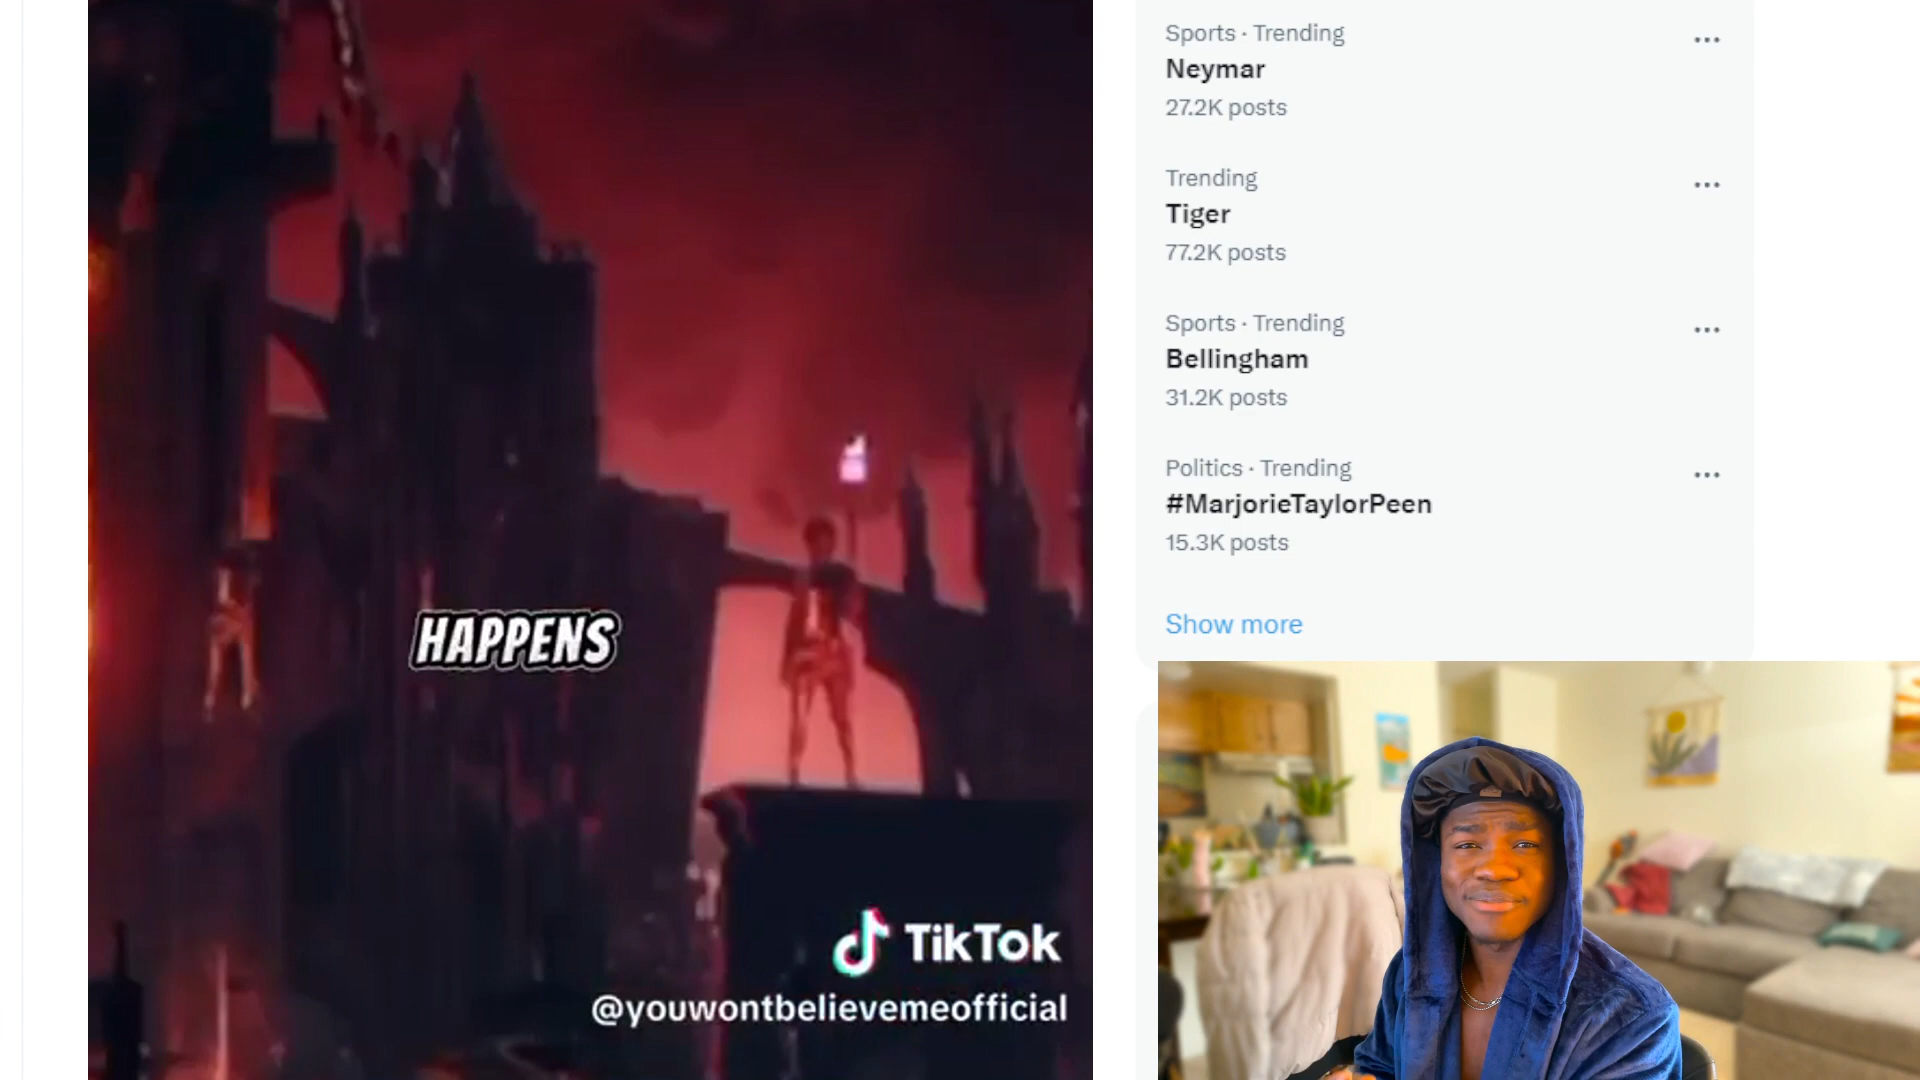 HAPPENS
TikTok
@youwontbelievemeofficial
Sports · Trending
Neymar
27.2K posts
Trending
Tiger
77.2K posts
Sports · Trending
Bellingham
31.2K posts
Politics · Trending
#MarjorieTaylorPeen
15.3K posts
Show more